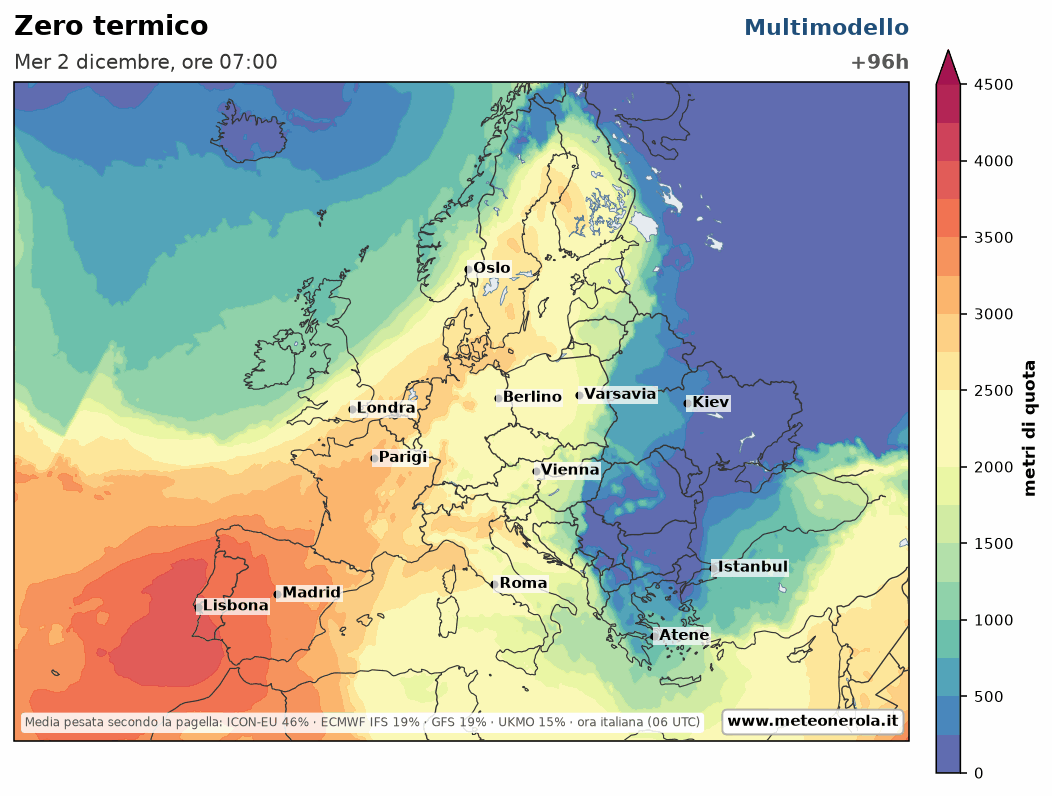 Zero termico
Multimodello
Mer 2 dicembre, ore 07:00
+96h
4500
4000
3500
3000
2500
2000
1500
1000
500
0
metri di quota
Oslo
Londra
Berlino
Varsavia
Kiev
Parigi
Vienna
Istanbul
Roma
Madrid
Lisbona
Atene
Media pesata secondo la pagella: ICON-EU 46% · ECMWF IFS 19% · GFS 19% · UKMO 15% · ora italiana (06 UTC)
www.meteonerola.it